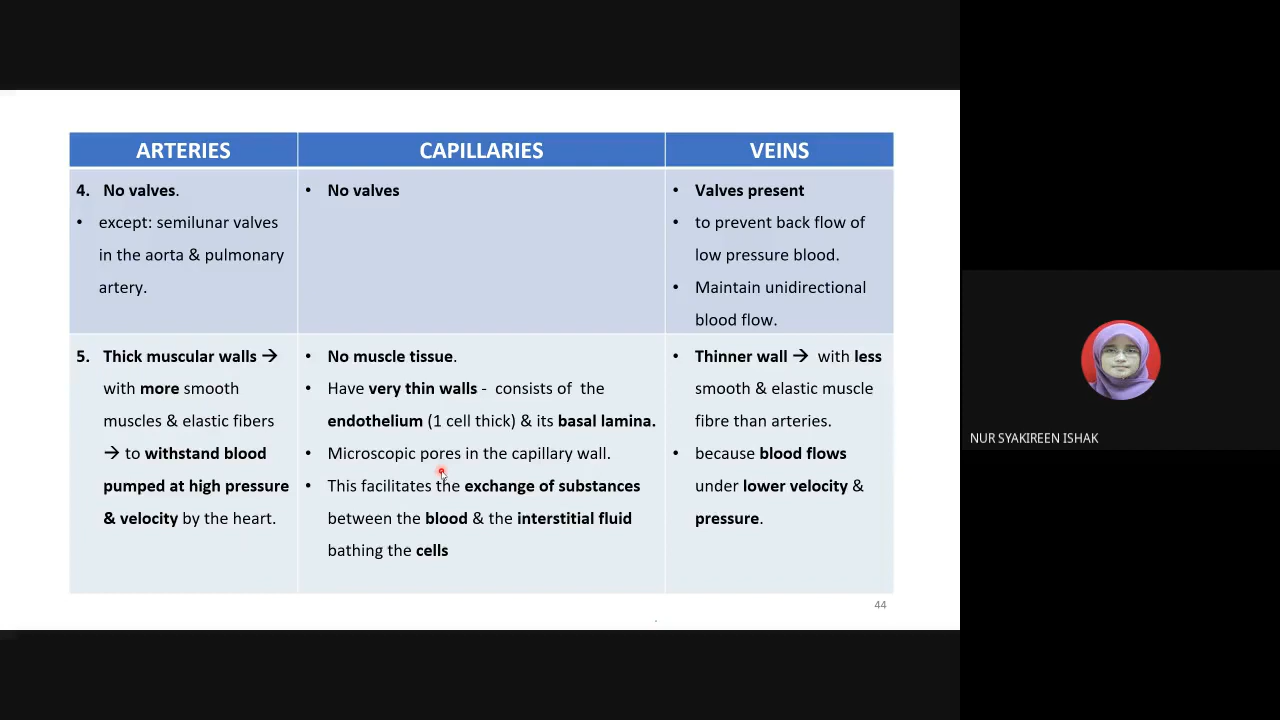 ARTERIES
CAPILLARIES
VEINS
4. No valves.
• except: semilunar valves
in the aorta & pulmonary
artery.
• No valves
• Valves present
• to prevent back flow of
low pressure blood.
• Maintain unidirectional
blood flow.
5. Thick muscular walls →
with more smooth
muscles & elastic fibers
→ to withstand blood
pumped at high pressure
& velocity by the heart.
• No muscle tissue.
• Have very thin walls - consists of the
endothelium (1 cell thick) & its basal lamina.
• Microscopic pores in the capillary wall.
• This facilitates the exchange of substances
between the blood & the interstitial fluid
bathing the cells
• Thinner wall → with less
smooth & elastic muscle
fibre than arteries.
• because blood flows
under lower velocity &
pressure.
44
NUR SYAKIREEN ISHAK